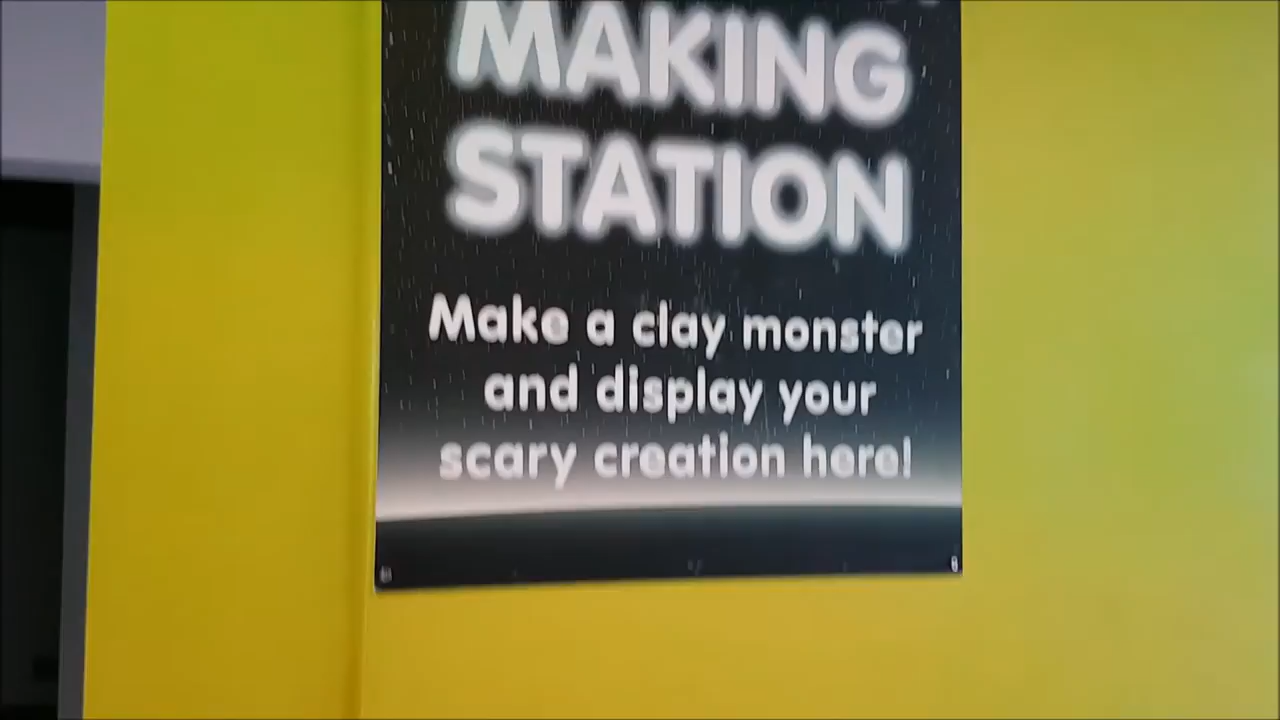 MAKING
STATION
Make a clay monster
and display your
scary creation here!